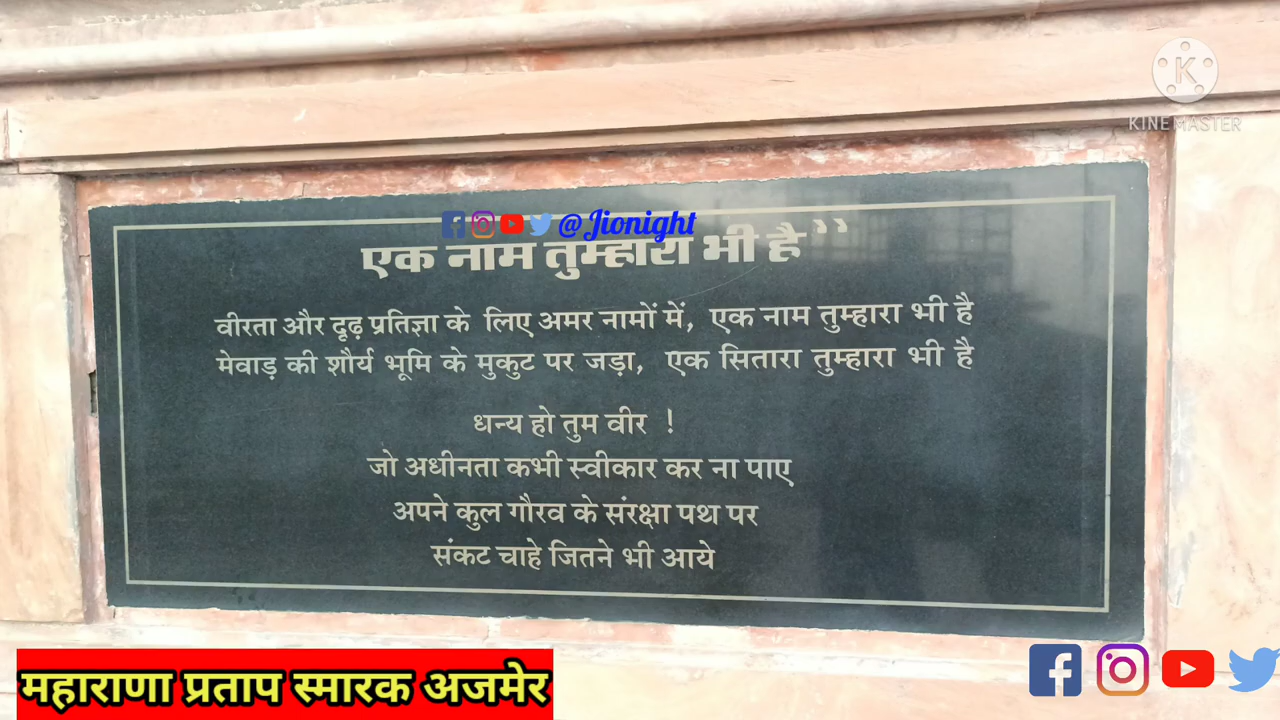 K
KINEMASTER
@Jionight
एक नाम तुम्हारा भी है”
वीरता और दृढ़ प्रतिज्ञा के लिए अमर नामों में, एक नाम तुम्हारा भी है
मेवाड़ की शौर्य भूमि के मुकुट पर जड़ा, एक सितारा तुम्हारा भी है
धन्य हो तुम वीर !
जो अधीनता कभी स्वीकार कर ना पाए
अपने कुल गौरव के संरक्षा पथ पर
संकट चाहे जितने भी आये
महाराणा प्रताप स्मारक अजमेर